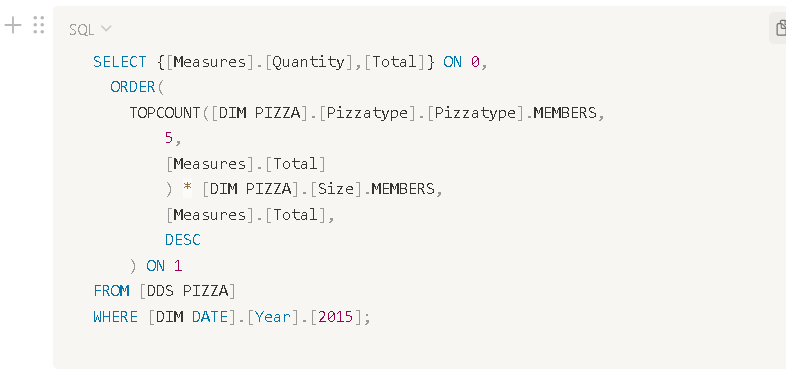 SQL
SELECT {[Measures].[Quantity],[Total]} ON 0,
ORDER(
TOPCOUNT([DIM PIZZA].[Pizzatype].[Pizzatype].MEMBERS,
5,
[Measures].[Total]
) * [DIM PIZZA].[Size].MEMBERS,
[Measures].[Total],
DESC
) ON 1
FROM [DDS PIZZA]
WHERE [DIM DATE].[Year].[2015];